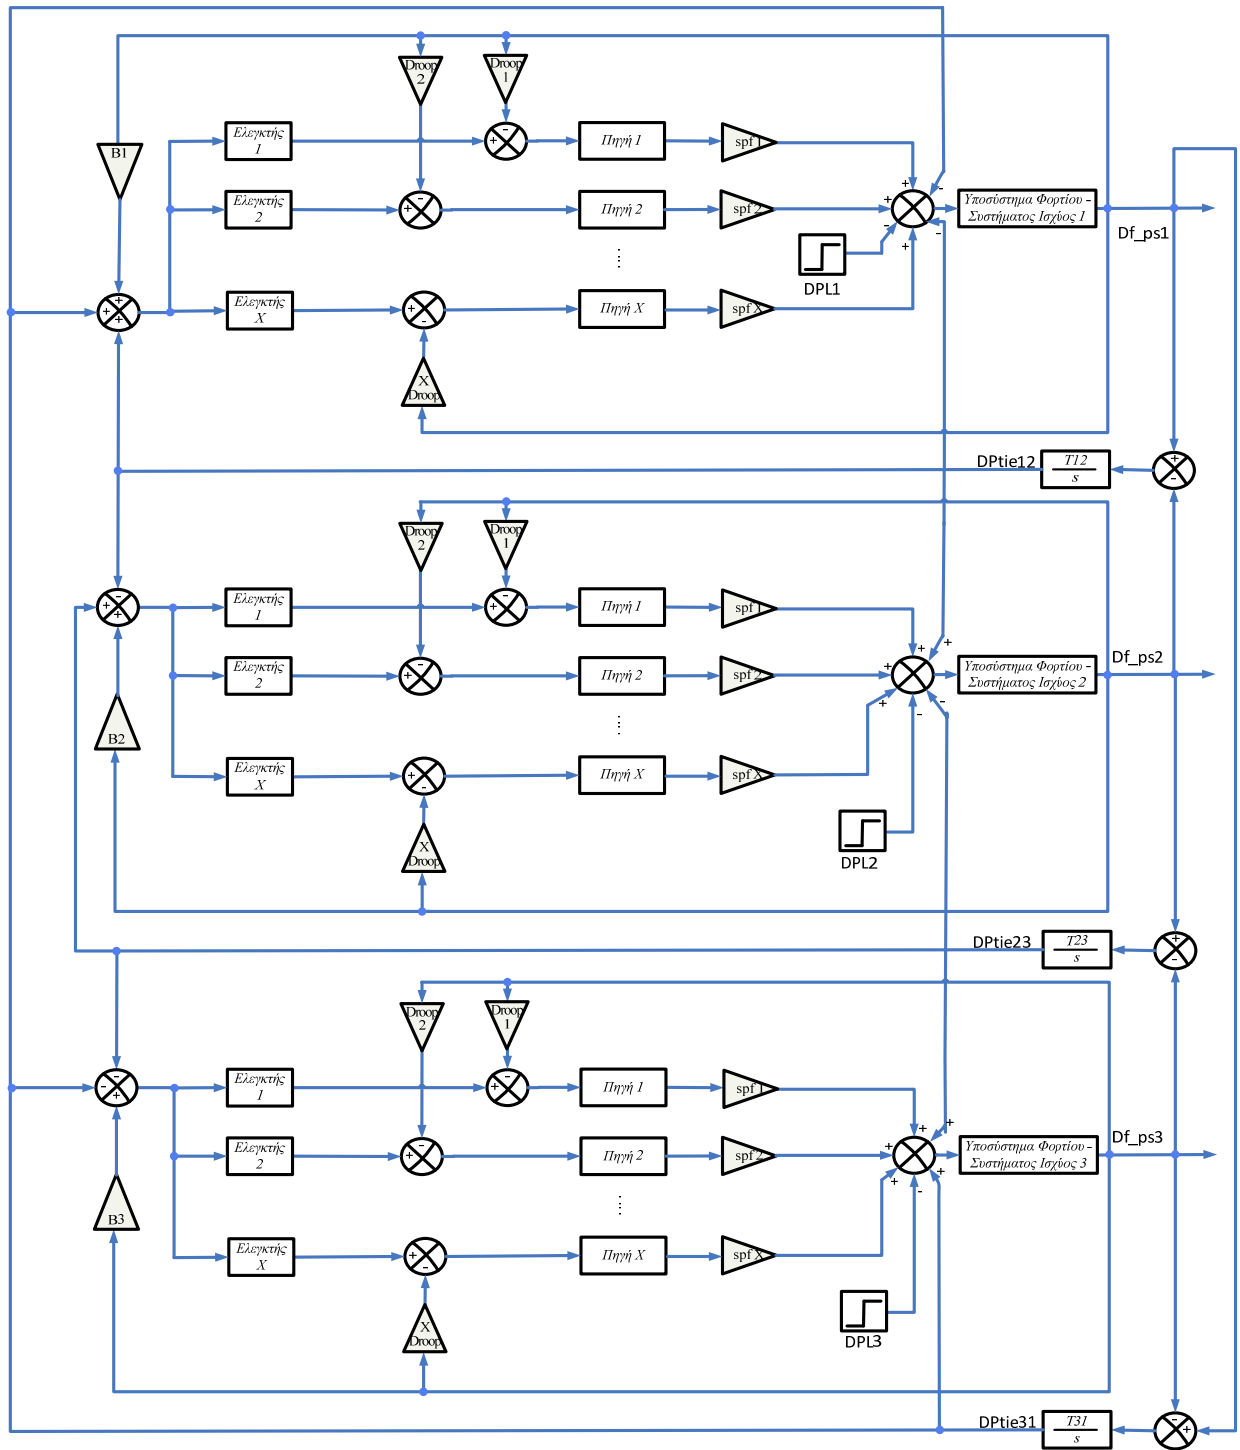 Droop
2
Droop
1
B1
Ελεγκτής
1
+
-
Πηγή 1
spf 1
+
-
Ελεγκτής
2
+
-
Πηγή 2
spf 2
+
-
-
+
Υποσύστημα Φορτίου -
Συστήματος Ισχύος 1
Df_ps1
....
DPL1
+
+
+
Ελεγκτής
X
+
-
Πηγή X
spf X
X
Droop
DPtie12
T12
s
+
-
Droop
2
Droop
1
+
-
+
Ελεγκτής
1
+
-
Πηγή 1
spf 1
+
+
Ελεγκτής
2
+
-
Πηγή 2
spf 2
+
+
-
-
Υποσύστημα Φορτίου -
Συστήματος Ισχύος 2
Df_ps2
....
B2
Ελεγκτής
X
+
-
Πηγή X
spf X
DPL2
X
Droop
DPtie23
T23
s
+
-
Droop
2
Droop
1
-
-
+
Ελεγκτής
1
+
-
Πηγή 1
spf 1
+
+
Ελεγκτής
2
+
-
Πηγή 2
spf 2
+
+
-
+
Υποσύστημα Φορτίου -
Συστήματος Ισχύος 3
Df_ps3
....
B3
Ελεγκτής
X
+
-
Πηγή X
spf X
DPL3
X
Droop
DPtie31
T31
s
-
+